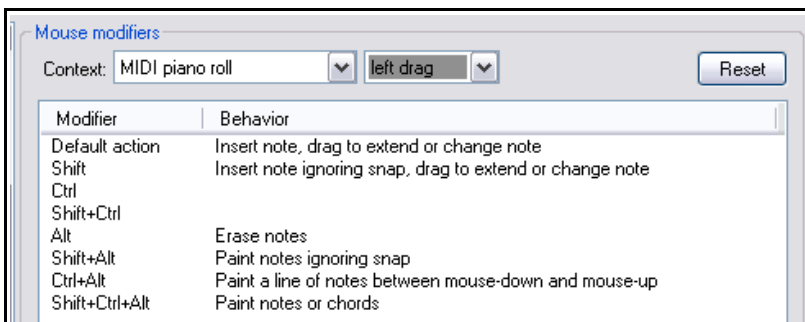 Mouse modifiers
Context: MIDI piano roll left drag Reset
Modifier Behavior
Default action Insert note, drag to extend or change note
Shift Insert note ignoring snap, drag to extend or change note
Ctrl
Shift+Ctrl
Alt Erase notes
Shift+Alt Paint notes ignoring snap
Ctrl+Alt Paint a line of notes between mouse-down and mouse-up
Shift+Ctrl+Alt Paint notes or chords